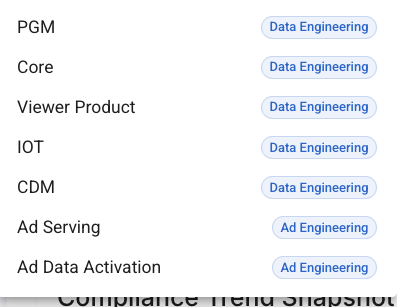 PGM Data Engineering
Core Data Engineering
Viewer Product Data Engineering
IOT Data Engineering
CDM Data Engineering
Ad Serving Ad Engineering
Ad Data Activation Ad Engineering
Compliance Trend Snapshot